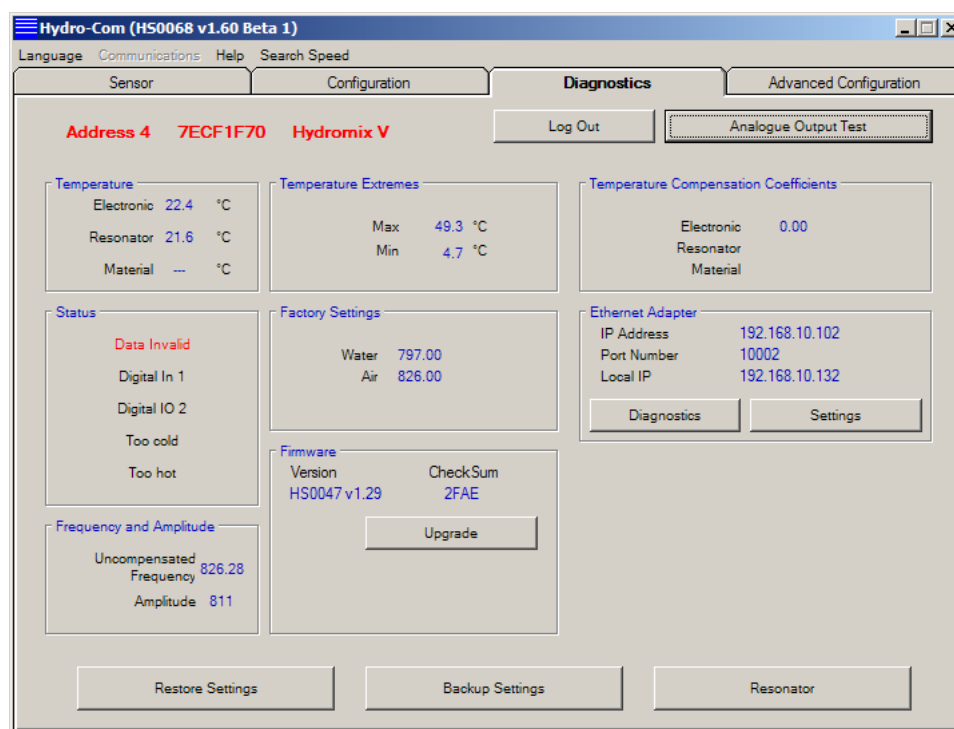 Hydro-Com (HS0068 v1.60 Beta 1)
Language Communications Help Search Speed
Sensor Configuration Diagnostics Advanced Configuration
Address 4 7ECF1F70 Hydromix V
Log Out Analogue Output Test
Temperature
Electronic 22.4 °C
Resonator 21.6 °C
Material --- °C
Temperature Extremes
Max 49.3 °C
Min 4.7 °C
Temperature Compensation Coefficients
Electronic 0.00
Resonator
Material
Status
Data Invalid
Digital In 1
Digital IO 2
Too cold
Too hot
Factory Settings
Water 797.00
Air 826.00
Ethernet Adapter
IP Address 192.168.10.102
Port Number 10002
Local IP 192.168.10.132
Diagnostics Settings
Firmware
Version CheckSum
HS0047 v1.29 2FAE
Upgrade
Frequency and Amplitude
Uncompensated
Frequency 826.28
Amplitude 811
Restore Settings Backup Settings Resonator